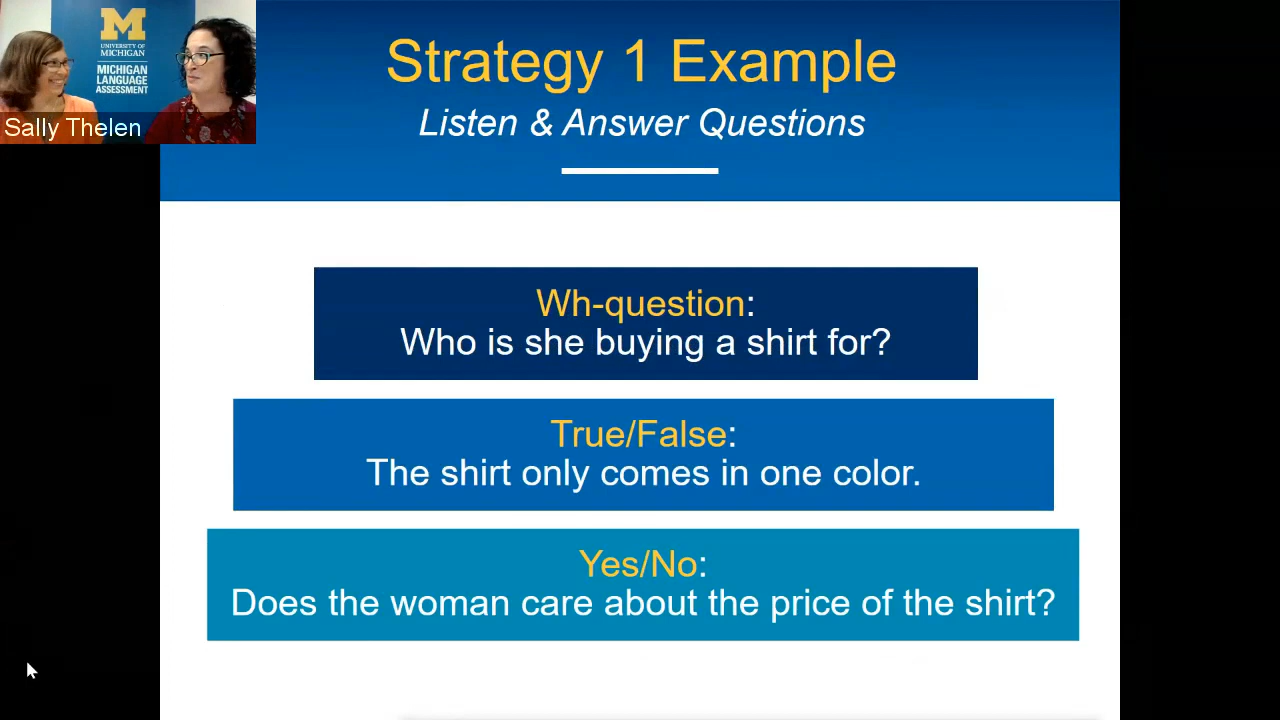 M
UNIVERSITY OF
MICHIGAN
MICHIGAN
LANGUAGE
ASSESSMENT
Sally Thelen
Strategy 1 Example
Listen & Answer Questions
Wh-question:
Who is she buying a shirt for?
True/False:
The shirt only comes in one color.
Yes/No:
Does the woman care about the price of the shirt?